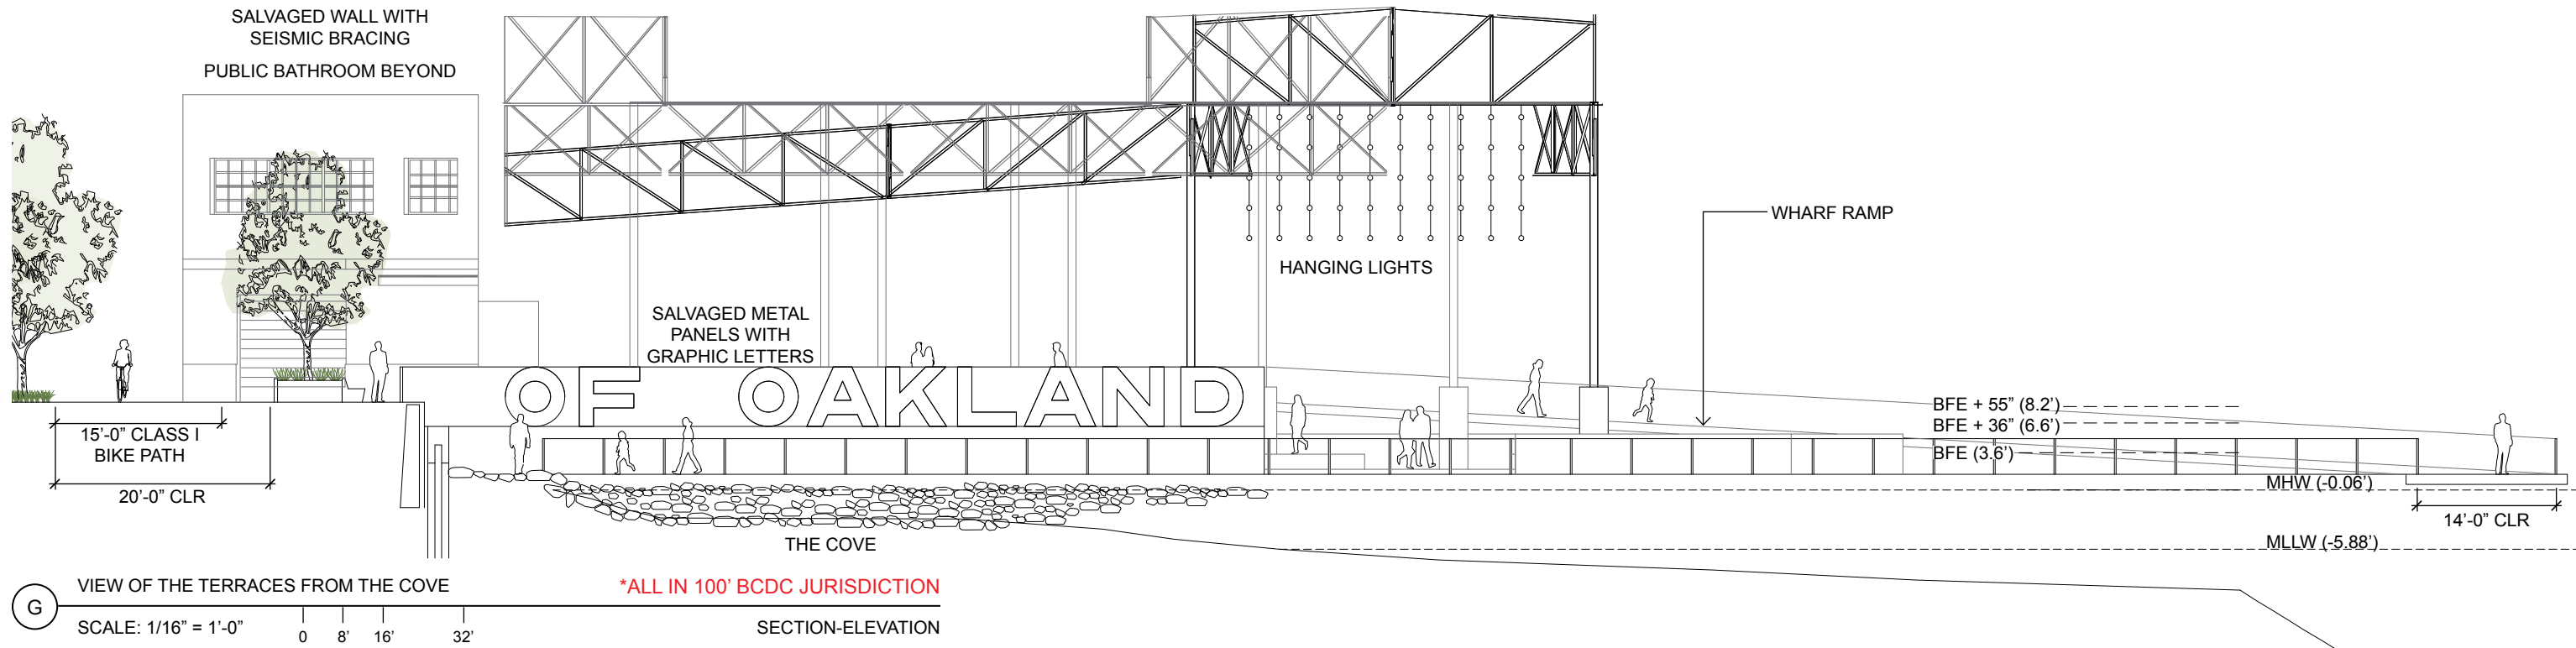 SALVAGED WALL WITH
SEISMIC BRACING
PUBLIC BATHROOM BEYOND
WHARF RAMP
HANGING LIGHTS
SALVAGED METAL
PANELS WITH
GRAPHIC LETTERS
OF OAKLAND
BFE + 55” (8.2’)
BFE + 36” (6.6’)
BFE (3.6’)
15’-0” CLASS I
BIKE PATH
20’-0” CLR
MHW (-0.06’)
14’-0” CLR
THE COVE
MLLW (-5.88’)
G
VIEW OF THE TERRACES FROM THE COVE
*ALL IN 100’ BCDC JURISDICTION
SCALE: 1/16” = 1’-0”
0 8’ 16’ 32’
SECTION-ELEVATION